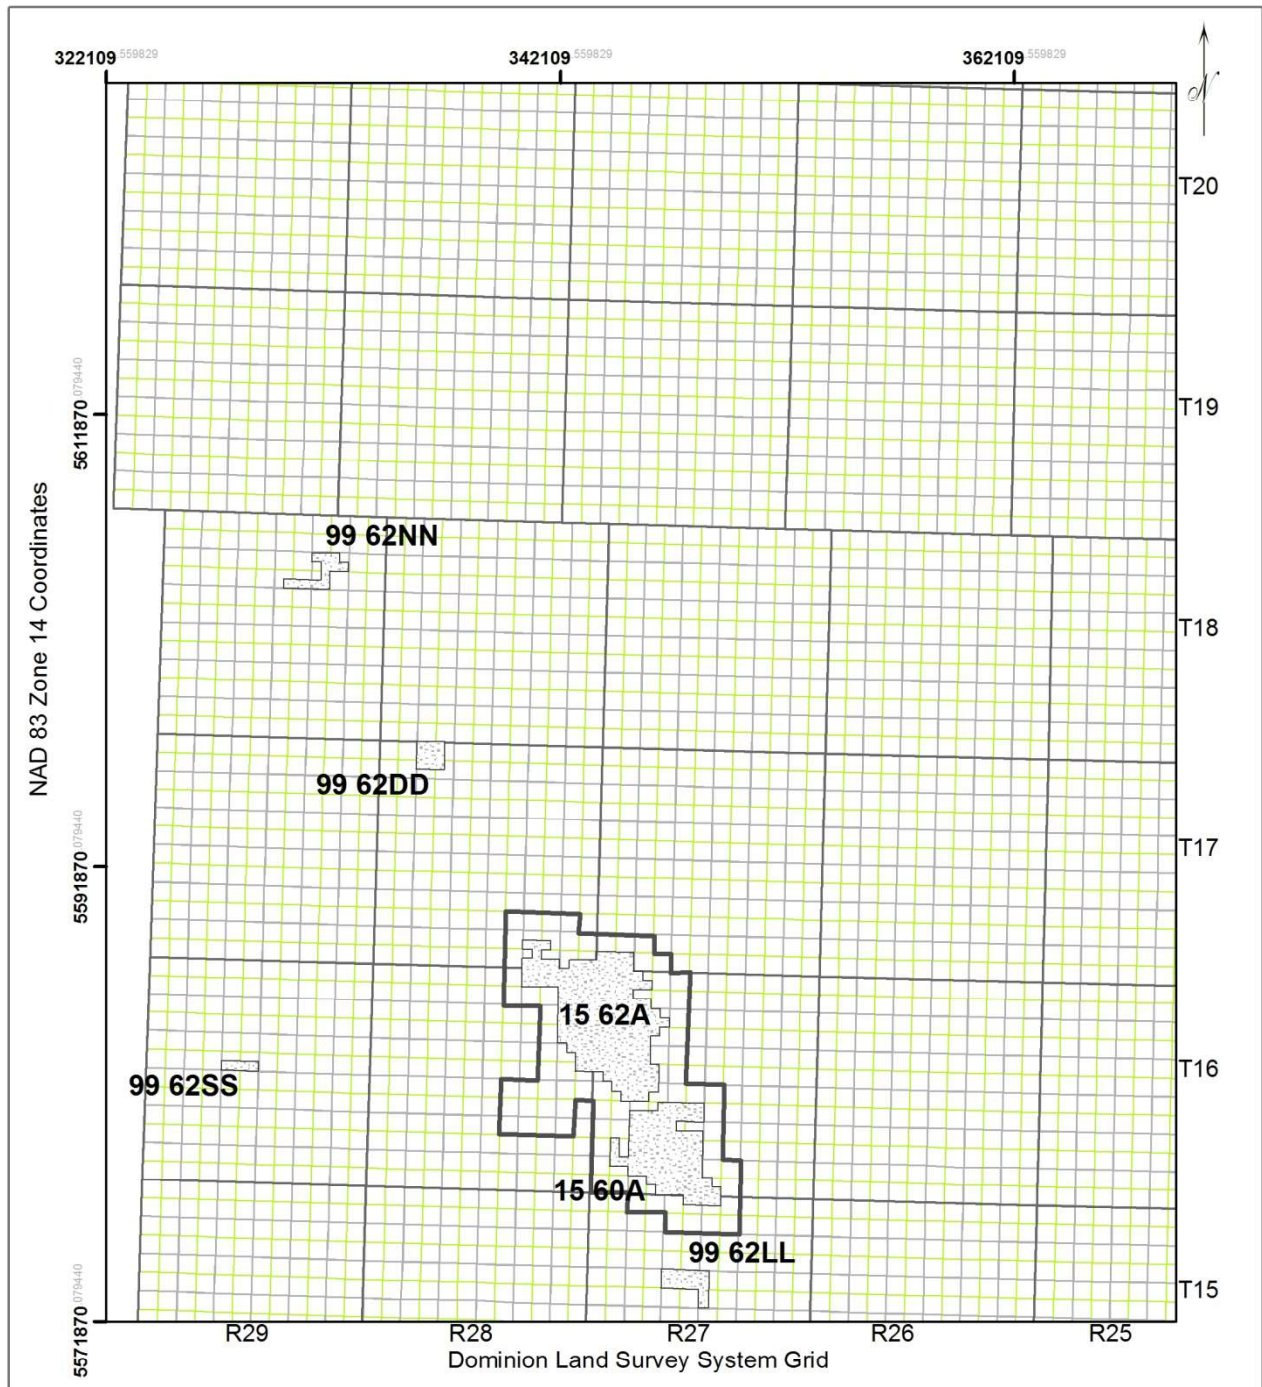 322109.559829
342109.559829
362109.559829
N
T20
5611870.079440
T19
NAD 83 Zone 14 Coordinates
99 62NN
T18
99 62DD
T17
5591870.079440
15 62A
T16
99 62SS
15 60A
99 62LL
T15
5571870.079440
R29
R28
R27
R26
R25
Dominion Land Survey System Grid